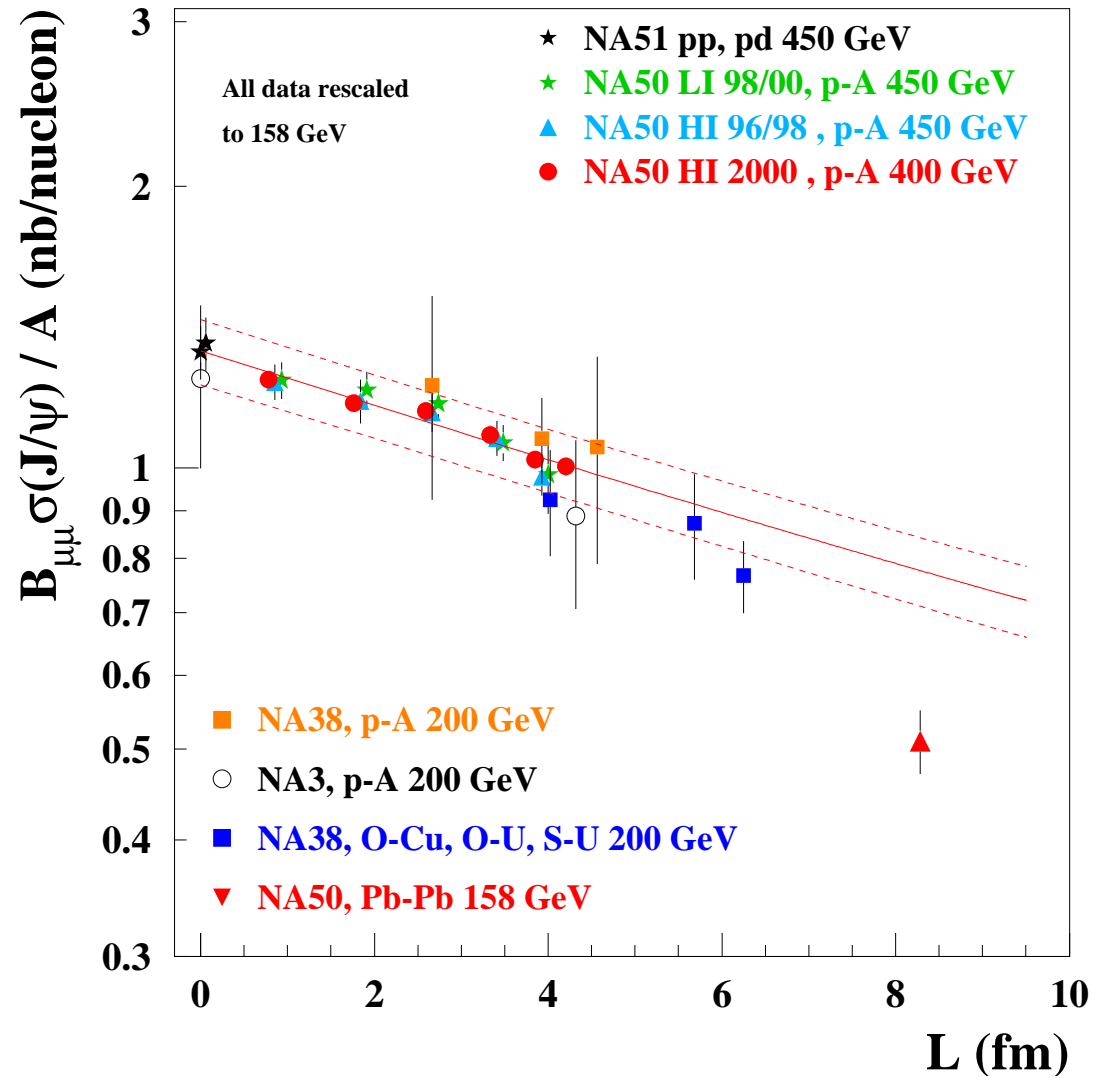 B_μμ σ(J/ψ) / A (nb/nucleon)
3
2
1
0.9
0.8
0.7
0.6
0.5
0.4
0.3
NA51 pp, pd 450 GeV
NA50 LI 98/00, p-A 450 GeV
NA50 HI 96/98 , p-A 450 GeV
NA50 HI 2000 , p-A 400 GeV
All data rescaled
to 158 GeV
NA38, p-A 200 GeV
NA3, p-A 200 GeV
NA38, O-Cu, O-U, S-U 200 GeV
NA50, Pb-Pb 158 GeV
0 2 4 6 8 10
L (fm)